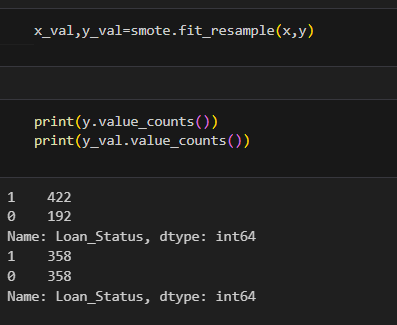 x_val,y_val=smote.fit_resample(x,y)
print(y.value_counts())
print(y_val.value_counts())
1    422
0    192
Name: Loan_Status, dtype: int64
1    358
0    358
Name: Loan_Status, dtype: int64